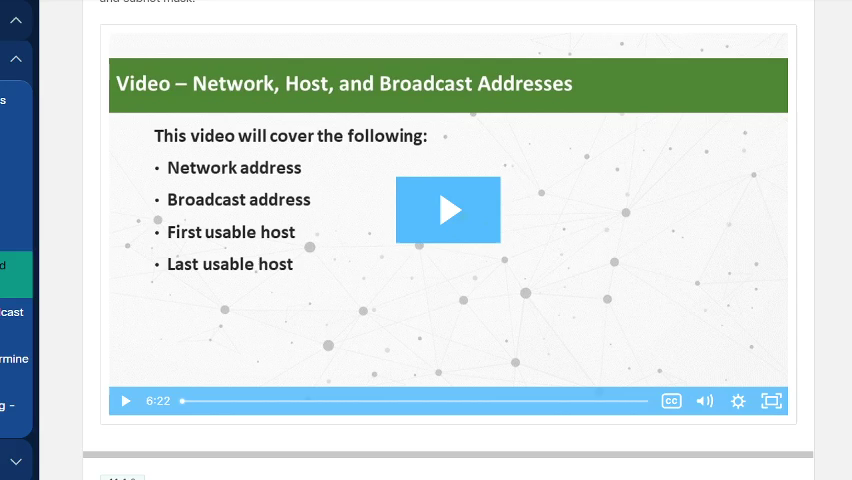 and subnet mask.
Video – Network, Host, and Broadcast Addresses
This video will cover the following:
• Network address
• Broadcast address
• First usable host
• Last usable host
6:22
CC
s
d
cast
rmine
g –